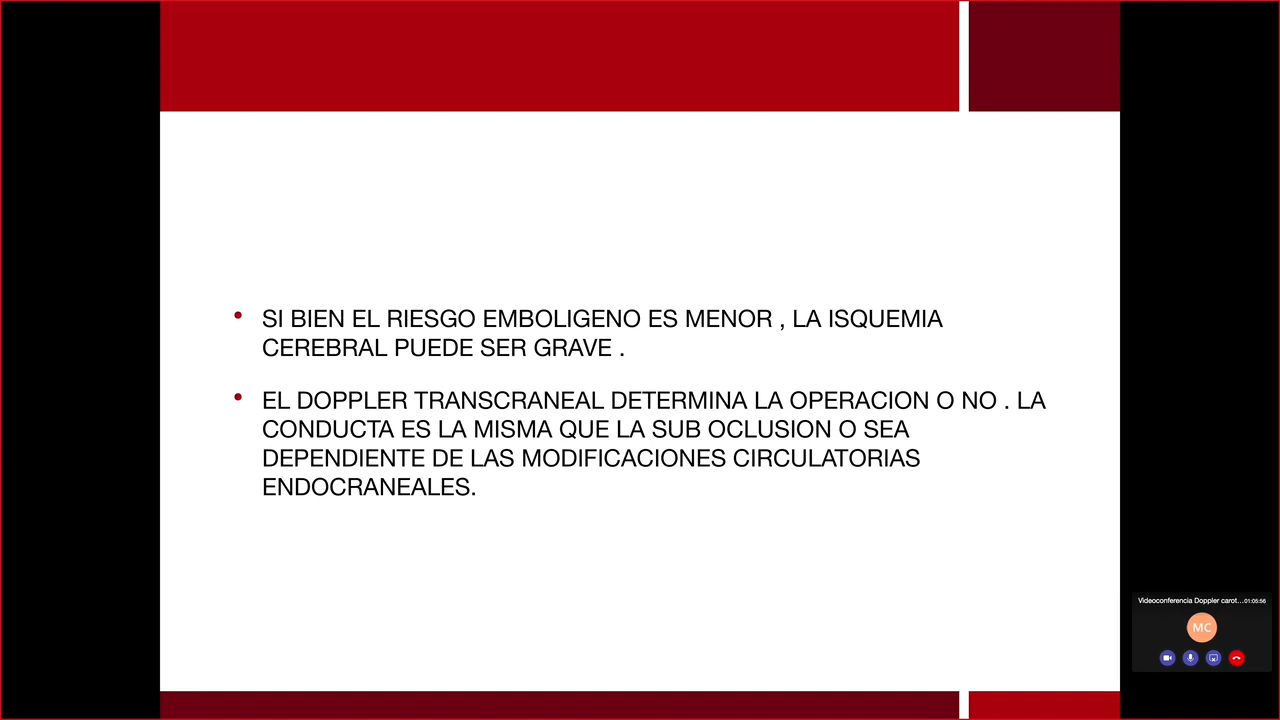 • SI BIEN EL RIESGO EMBOLIGENO ES MENOR , LA ISQUEMIA
CEREBRAL PUEDE SER GRAVE .
• EL DOPPLER TRANSCRANEAL DETERMINA LA OPERACION O NO . LA
CONDUCTA ES LA MISMA QUE LA SUB OCLUSION O SEA
DEPENDIENTE DE LAS MODIFICACIONES CIRCULATORIAS
ENDOCRANEALES.
Videoconferencia Doppler carot...01:05:56
MC